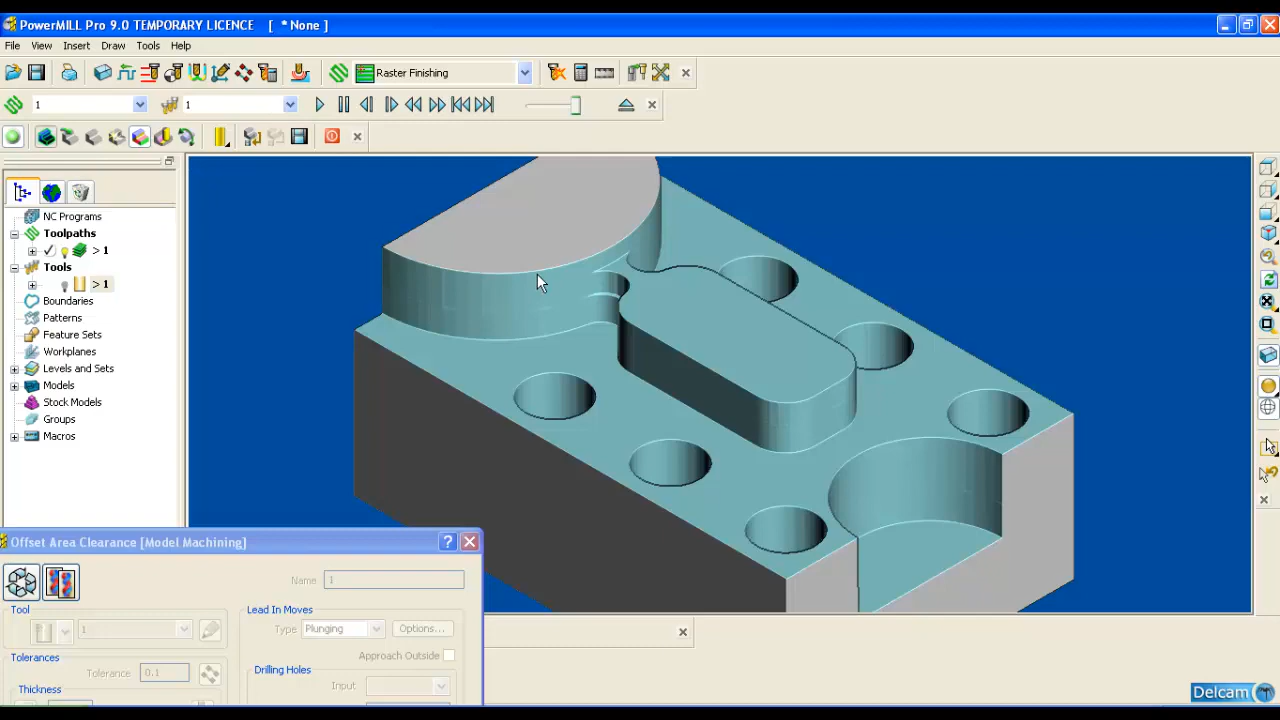 PowerMILL Pro 9.0 TEMPORARY LICENCE [ * None ]
File View Insert Draw Tools Help
Raster Finishing
1 1
NC Programs
Toolpaths
> 1
Tools
> 1
Boundaries
Patterns
Feature Sets
Workplanes
Levels and Sets
Models
Stock Models
Groups
Macros
Offset Area Clearance [Model Machining]
Name 1
Tool
1
Lead In Moves
Type Plunging Options...
Approach Outside
Tolerances
Tolerance 0.1
Drilling Holes
Input
Thickness
Delcam